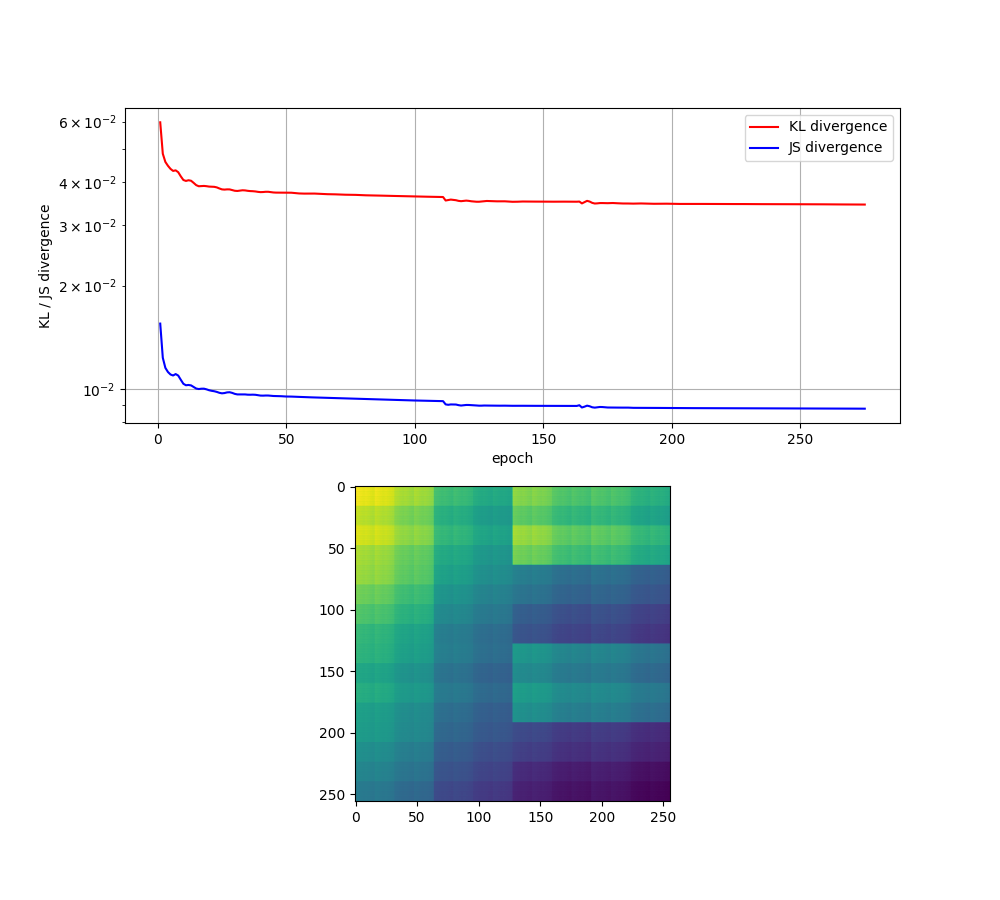 6 × 10⁻²
4 × 10⁻²
3 × 10⁻²
2 × 10⁻²
10⁻²
KL / JS divergence
KL divergence
JS divergence
0 50 100 150 200 250
epoch
0
50
100
150
200
250
0 50 100 150 200 250